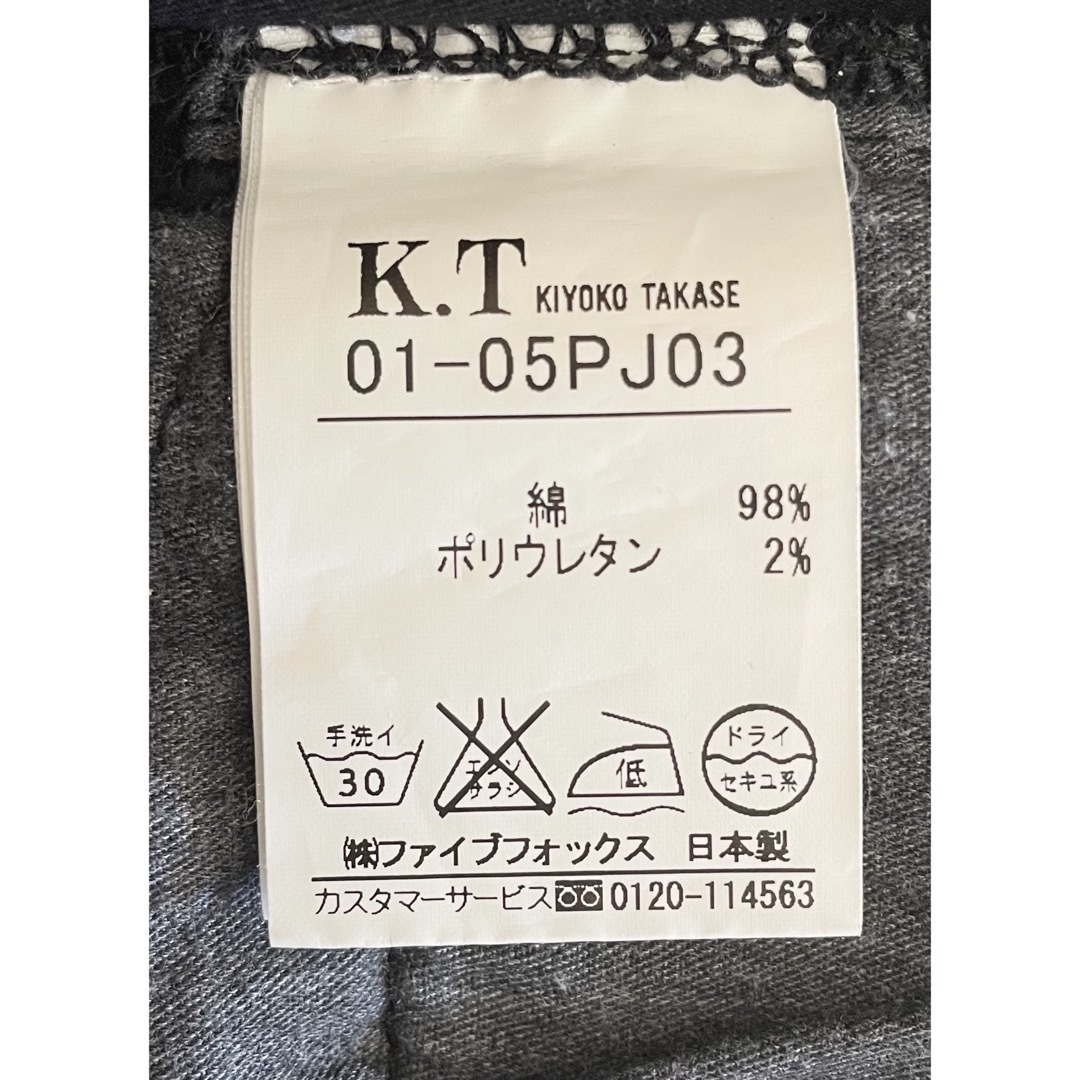 K.T KIYOKO TAKASE
01-05PJ03
綿 98%
ポリウレタン 2%
手洗イ
30
エンソ
サラシ
低
ドライ
セキユ系
㈱ファイブフォックス 日本製
カスタマーサービス 0120-114563